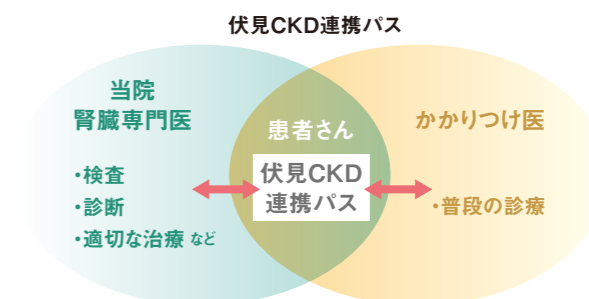 伏見CKD連携パス
当院
腎臓専門医
・検査
・診断
・適切な治療 など
患者さん
伏見CKD
連携パス
かかりつけ医
・普段の診療